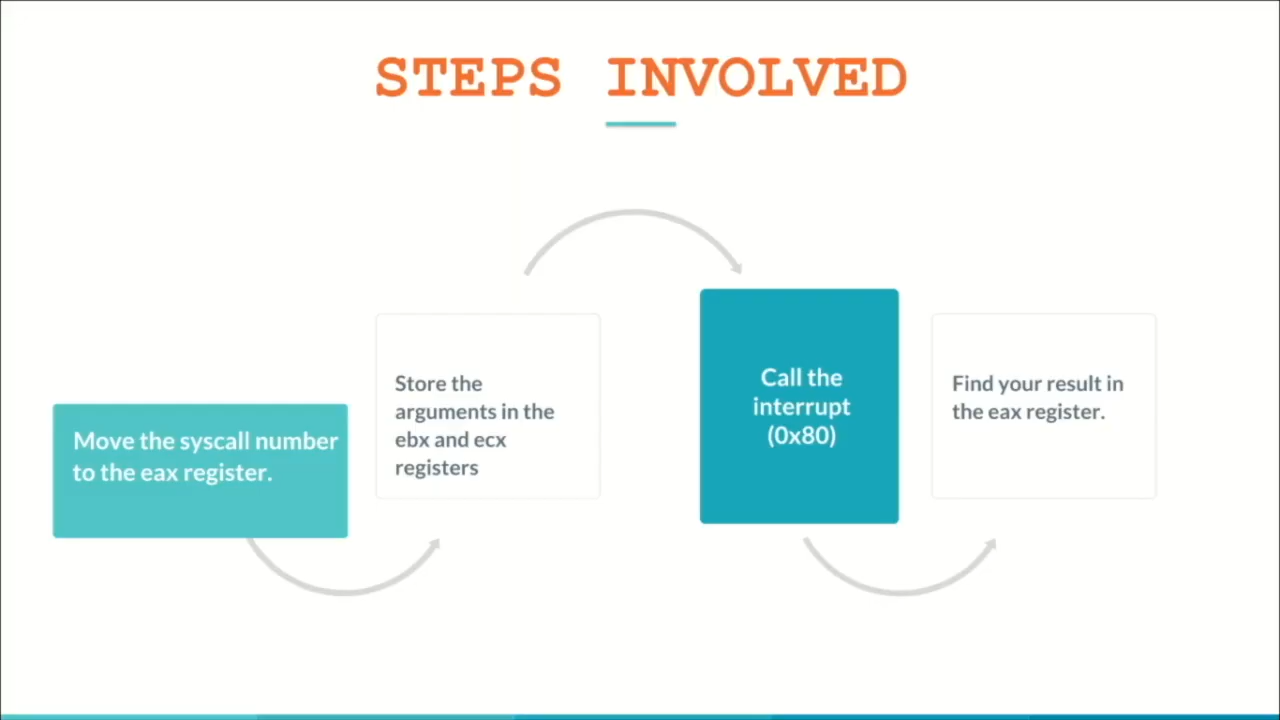 STEPS INVOLVED
Move the syscall number
to the eax register.
Store the
arguments in the
ebx and ecx
registers
Call the
interrupt
(0x80)
Find your result in
the eax register.